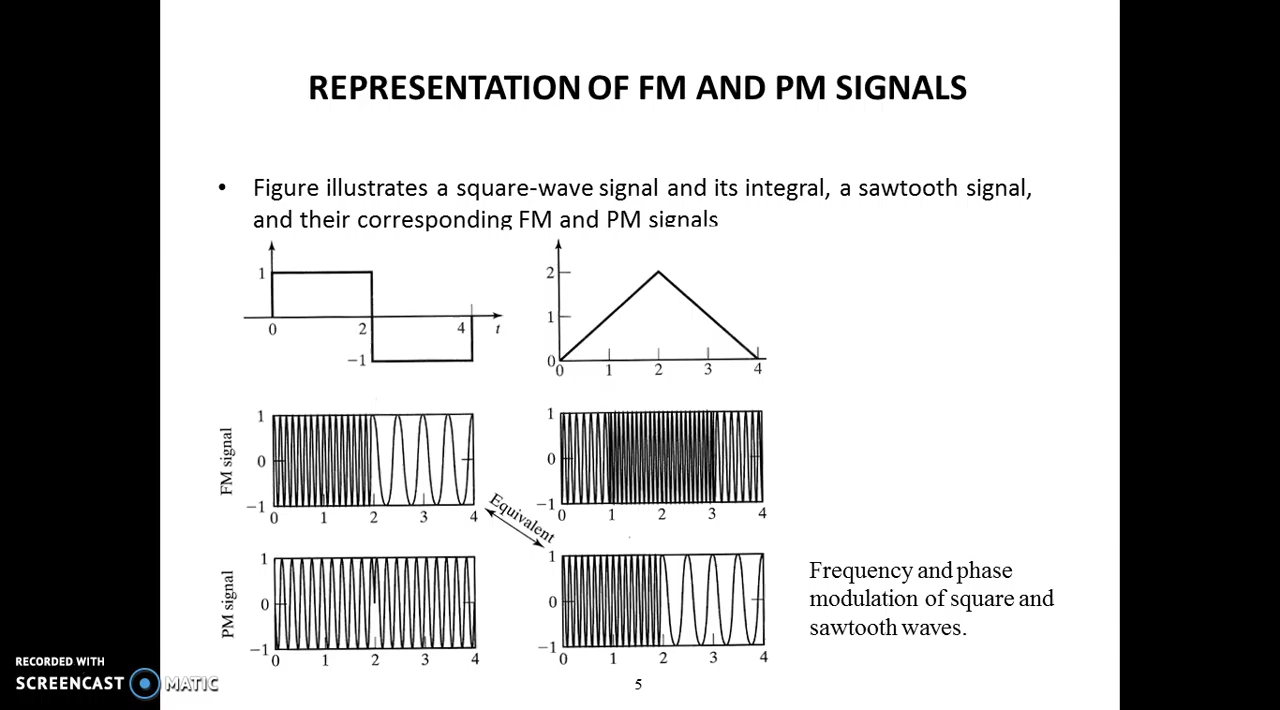 REPRESENTATION OF FM AND PM SIGNALS
• Figure illustrates a square-wave signal and its integral, a sawtooth signal,
and their corresponding FM and PM signals
1
0 2 4 t
−1
2
1
0
0 1 2 3 4
FM signal
1
0
−1
0 1 2 3 4
1
0
−1
0 1 2 3 4
Equivalent
PM signal
1
0
−1
0 1 2 3 4
1
0
−1
0 1 2 3 4
Frequency and phase
modulation of square and
sawtooth waves.
5
RECORDED WITH
SCREENCAST MATIC